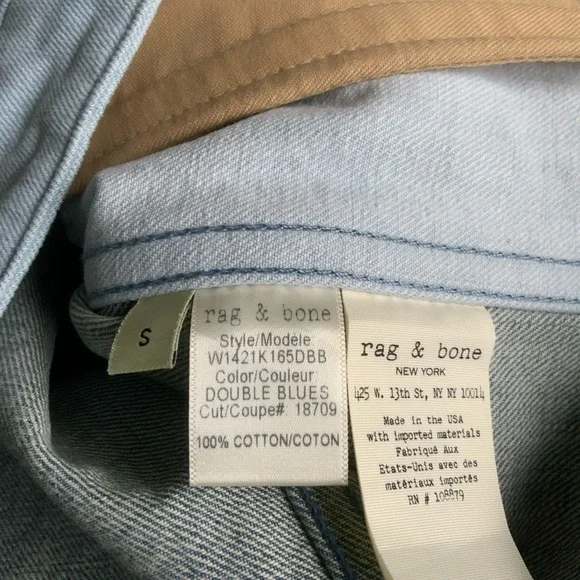 S
rag & bone
Style/Modèle
W1421K165DBB
Color/Couleur
DOUBLE BLUES
Cut/Coupe# 18709
100% COTTON/COTON
rag & bone
NEW YORK
425 W. 13th St, NY NY 10014
Made in the USA
with imported materials
Fabriqué Aux
Etats-Unis avec des
matériaux importés
RN # 108879